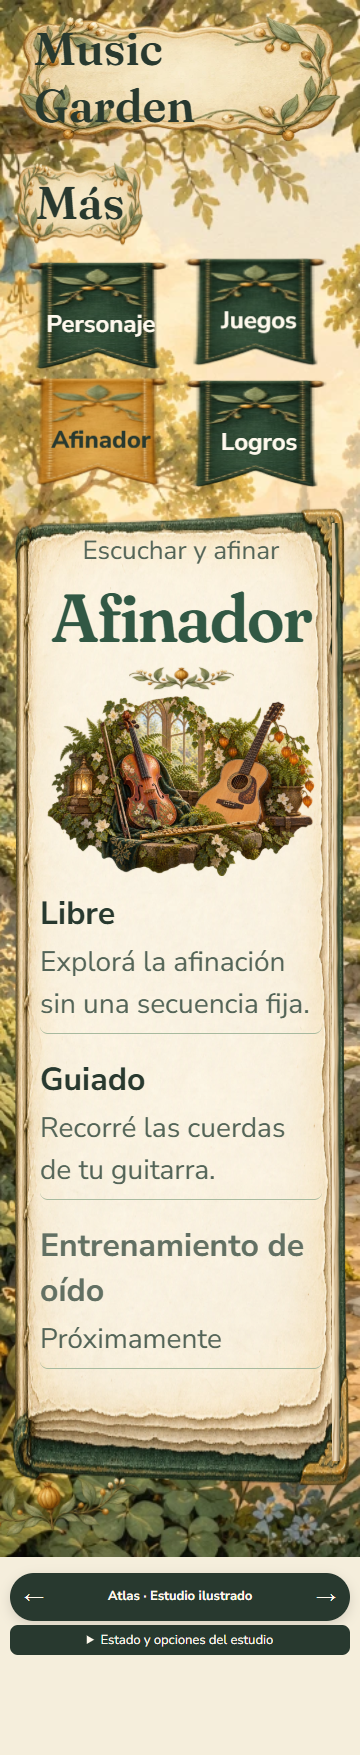 Music
Garden
Más
Personaje
Juegos
Afinador
Logros
Escuchar y afinar
Afinador
Libre
Explorá la afinación
sin una secuencia fija.
Guiado
Recorré las cuerdas
de tu guitarra.
Entrenamiento de
oído
Próximamente
← Atlas · Estudio ilustrado →
▶ Estado y opciones del estudio